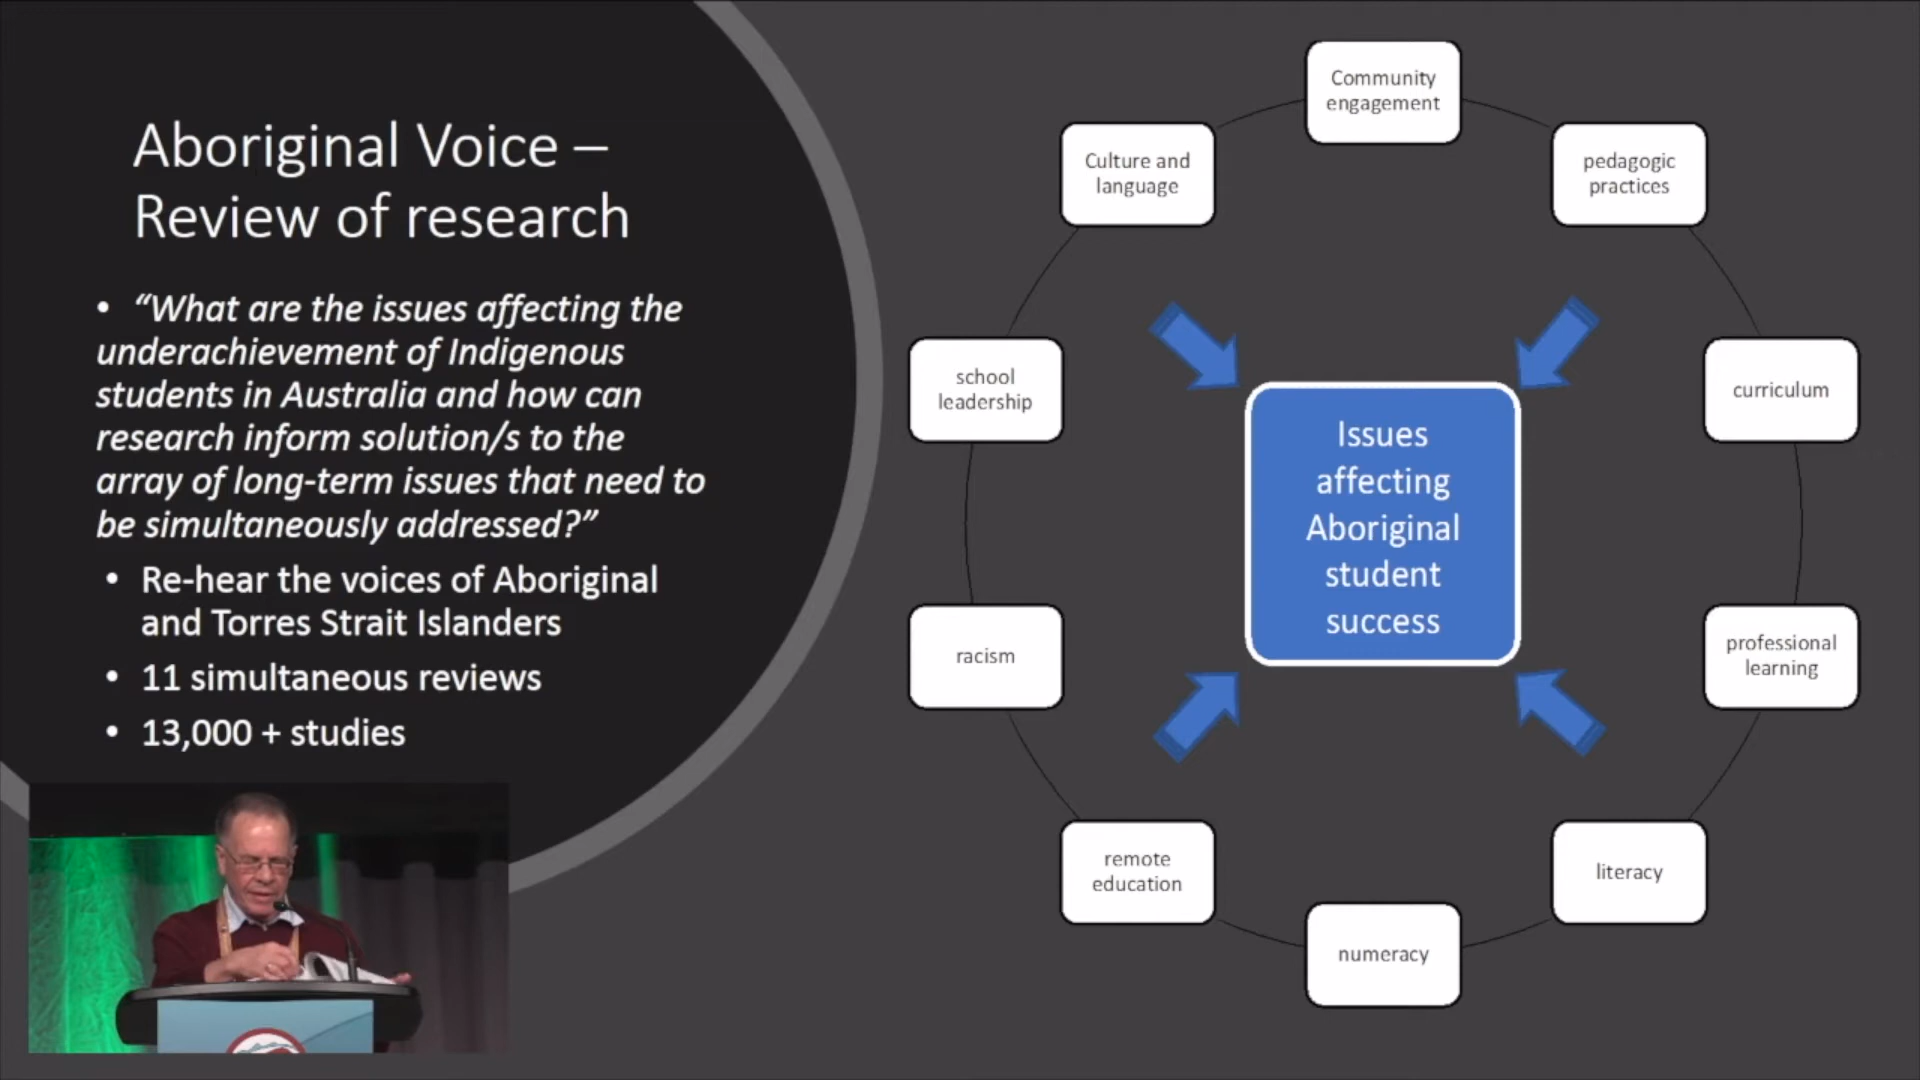 Aboriginal Voice –
Review of research
• “What are the issues affecting the
underachievement of Indigenous
students in Australia and how can
research inform solution/s to the
array of long-term issues that need to
be simultaneously addressed?”
• Re-hear the voices of Aboriginal
and Torres Strait Islanders
• 11 simultaneous reviews
• 13,000 + studies
Community
engagement
pedagogic
practices
curriculum
professional
learning
literacy
numeracy
remote
education
racism
school
leadership
Culture and
language
Issues
affecting
Aboriginal
student
success